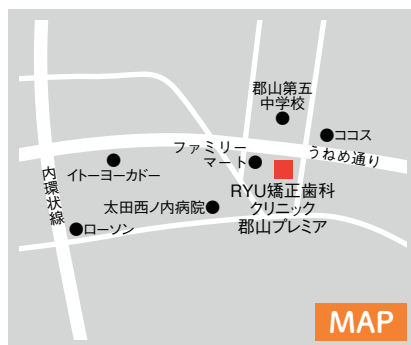 郡山第五
中学校
ココス
うねめ通り
ファミリー
マート
イトーヨーカドー
内環状線
RYU矯正歯科
クリニック
郡山プレミア
太田西ノ内病院
ローソン
MAP